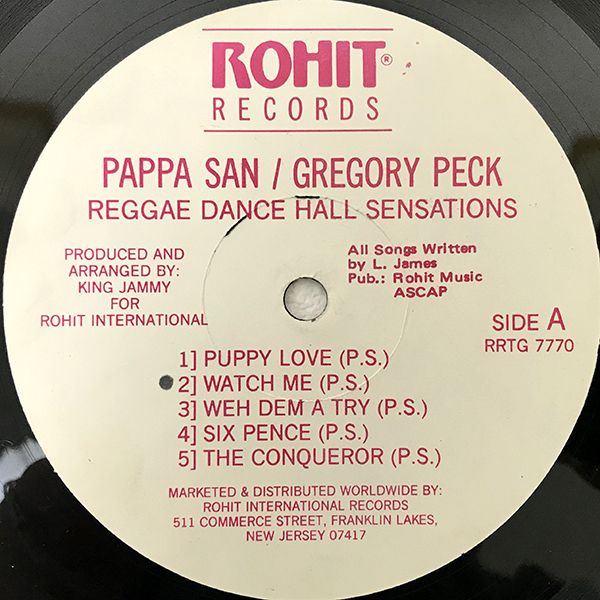 ROHIT®
RECORDS
PAPPA SAN / GREGORY PECK
REGGAE DANCE HALL SENSATIONS
PRODUCED AND
ARRANGED BY:
KING JAMMY
FOR
ROHIT INTERNATIONAL
All Songs Written
by L. James
Pub.: Rohit Music
ASCAP
SIDE A
RRTG 7770
1] PUPPY LOVE (P.S.)
2] WATCH ME (P.S.)
3] WEH DEM A TRY (P.S.)
4] SIX PENCE (P.S.)
5] THE CONQUEROR (P.S.)
MARKETED & DISTRIBUTED WORLDWIDE BY:
ROHIT INTERNATIONAL RECORDS
511 COMMERCE STREET, FRANKLIN LAKES,
NEW JERSEY 07417